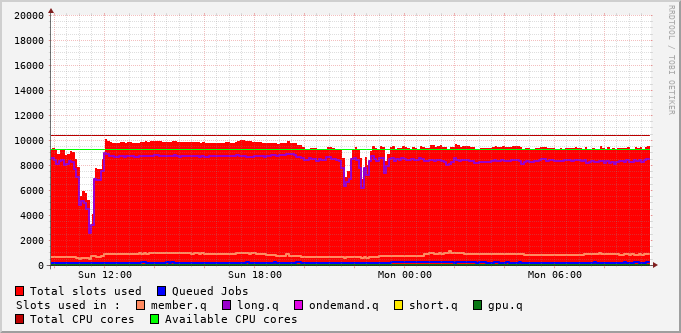 20000
18000
16000
14000
12000
10000
8000
6000
4000
2000
0
Sun 12:00 Sun 18:00 Mon 00:00 Mon 06:00
RRDTOOL / TOBI OETIKER
Total slots used Queued Jobs
Slots used in : member.q long.q ondemand.q short.q gpu.q
Total CPU cores Available CPU cores